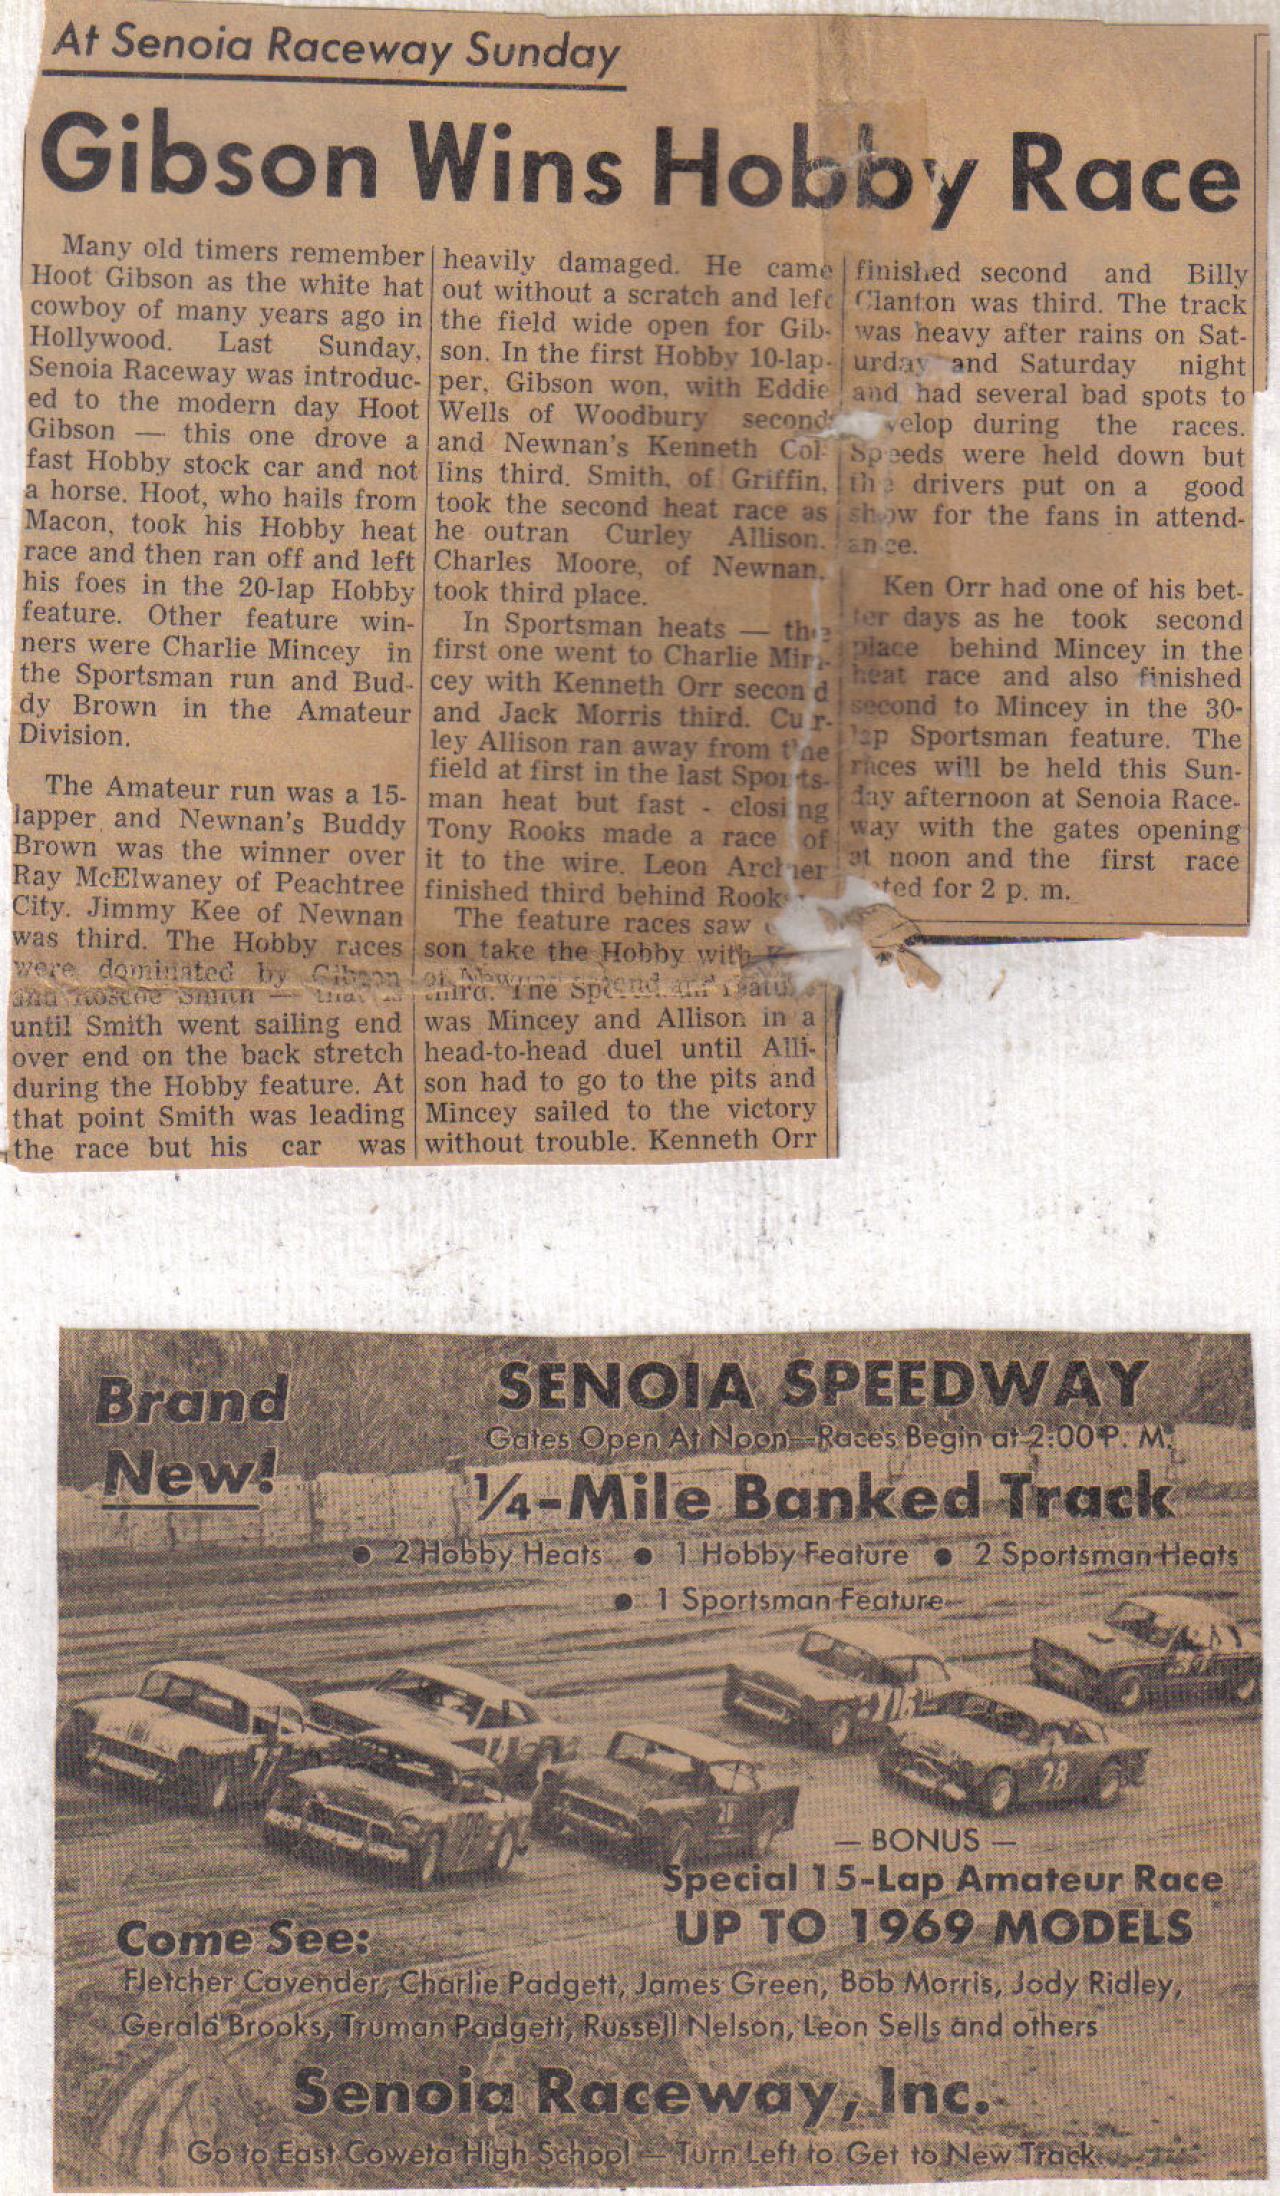 At Senoia Raceway Sunday
Gibson Wins Hobby Race
Many old timers remember
Hoot Gibson as the white hat
cowboy of many years ago in
Hollywood. Last Sunday,
Senoia Raceway was introduc-
ed to the modern day Hoot
Gibson — this one drove a
fast Hobby stock car and not
a horse. Hoot, who hails from
Macon, took his Hobby heat
race and then ran off and left
his foes in the 20-lap Hobby
feature. Other feature win-
ners were Charlie Mincey in
the Sportsman run and Bud-
dy Brown in the Amateur
Division.
The Amateur run was a 15-
lapper and Newnan's Buddy
Brown was the winner over
Ray McElwaney of Peachtree
City. Jimmy Kee of Newnan
was third. The Hobby races
were dominated by Gibson
and Roscoe Smith — that is
until Smith went sailing end
over end on the back stretch
during the Hobby feature. At
that point Smith was leading
the race but his car was
heavily damaged. He came
out without a scratch and left
the field wide open for Gib-
son. In the first Hobby 10-lap-
per, Gibson won, with Eddie
Wells of Woodbury second
and Newnan's Kenneth Col-
lins third. Smith, of Griffin,
took the second heat race as
he outran Curley Allison.
Charles Moore, of Newnan,
took third place.
In Sportsman heats — the
first one went to Charlie Min-
cey with Kenneth Orr second
and Jack Morris third. Cur-
ley Allison ran away from the
field at first in the last Sports-
man heat but fast - closing
Tony Rooks made a race of
it to the wire. Leon Archer
finished third behind Rooks
The feature races saw
son take the Hobby with
of Newnan second and
third. The Sportsman featu
was Mincey and Allison in a
head-to-head duel until Alli-
son had to go to the pits and
Mincey sailed to the victory
without trouble. Kenneth Orr
finished second and Billy
Clanton was third. The track
was heavy after rains on Sat-
urday and Saturday night
and had several bad spots to
velop during the races.
Speeds were held down but
the drivers put on a good
show for the fans in attend-
ance.
Ken Orr had one of his bet-
ter days as he took second
place behind Mincey in the
heat race and also finished
second to Mincey in the 30-
lap Sportsman feature. The
races will be held this Sun-
day afternoon at Senoia Race-
way with the gates opening
at noon and the first race
ted for 2 p. m.
Brand
New!
SENOIA SPEEDWAY
Gates Open At Noon—Races Begin at 2:00 P. M.
1/4-Mile Banked Track
• 2 Hobby Heats • 1 Hobby Feature • 2 Sportsman Heats
• 1 Sportsman Feature
28
— BONUS —
Special 15-Lap Amateur Race
UP TO 1969 MODELS
Come See:
Fletcher Cavender, Charlie Padgett, James Green, Bob Morris, Jody Ridley,
Gerald Brooks, Truman Padgett, Russell Nelson, Leon Sells and others
Senoia Raceway, Inc.
Go to East Coweta High School — Turn Left to Get to New Track